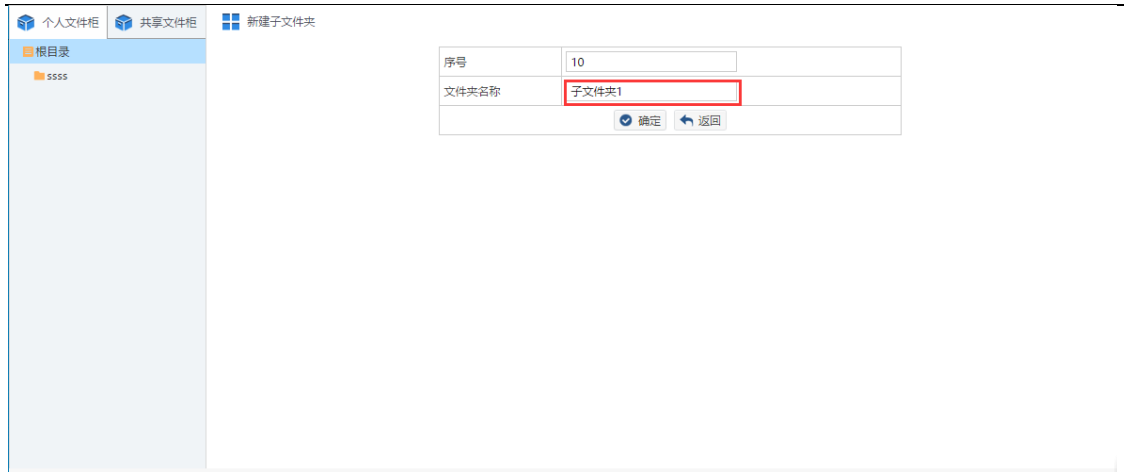 个人文件柜 共享文件柜 新建子文件夹
根目录
ssss
序号 10
文件夹名称 子文件夹1
确定 返回